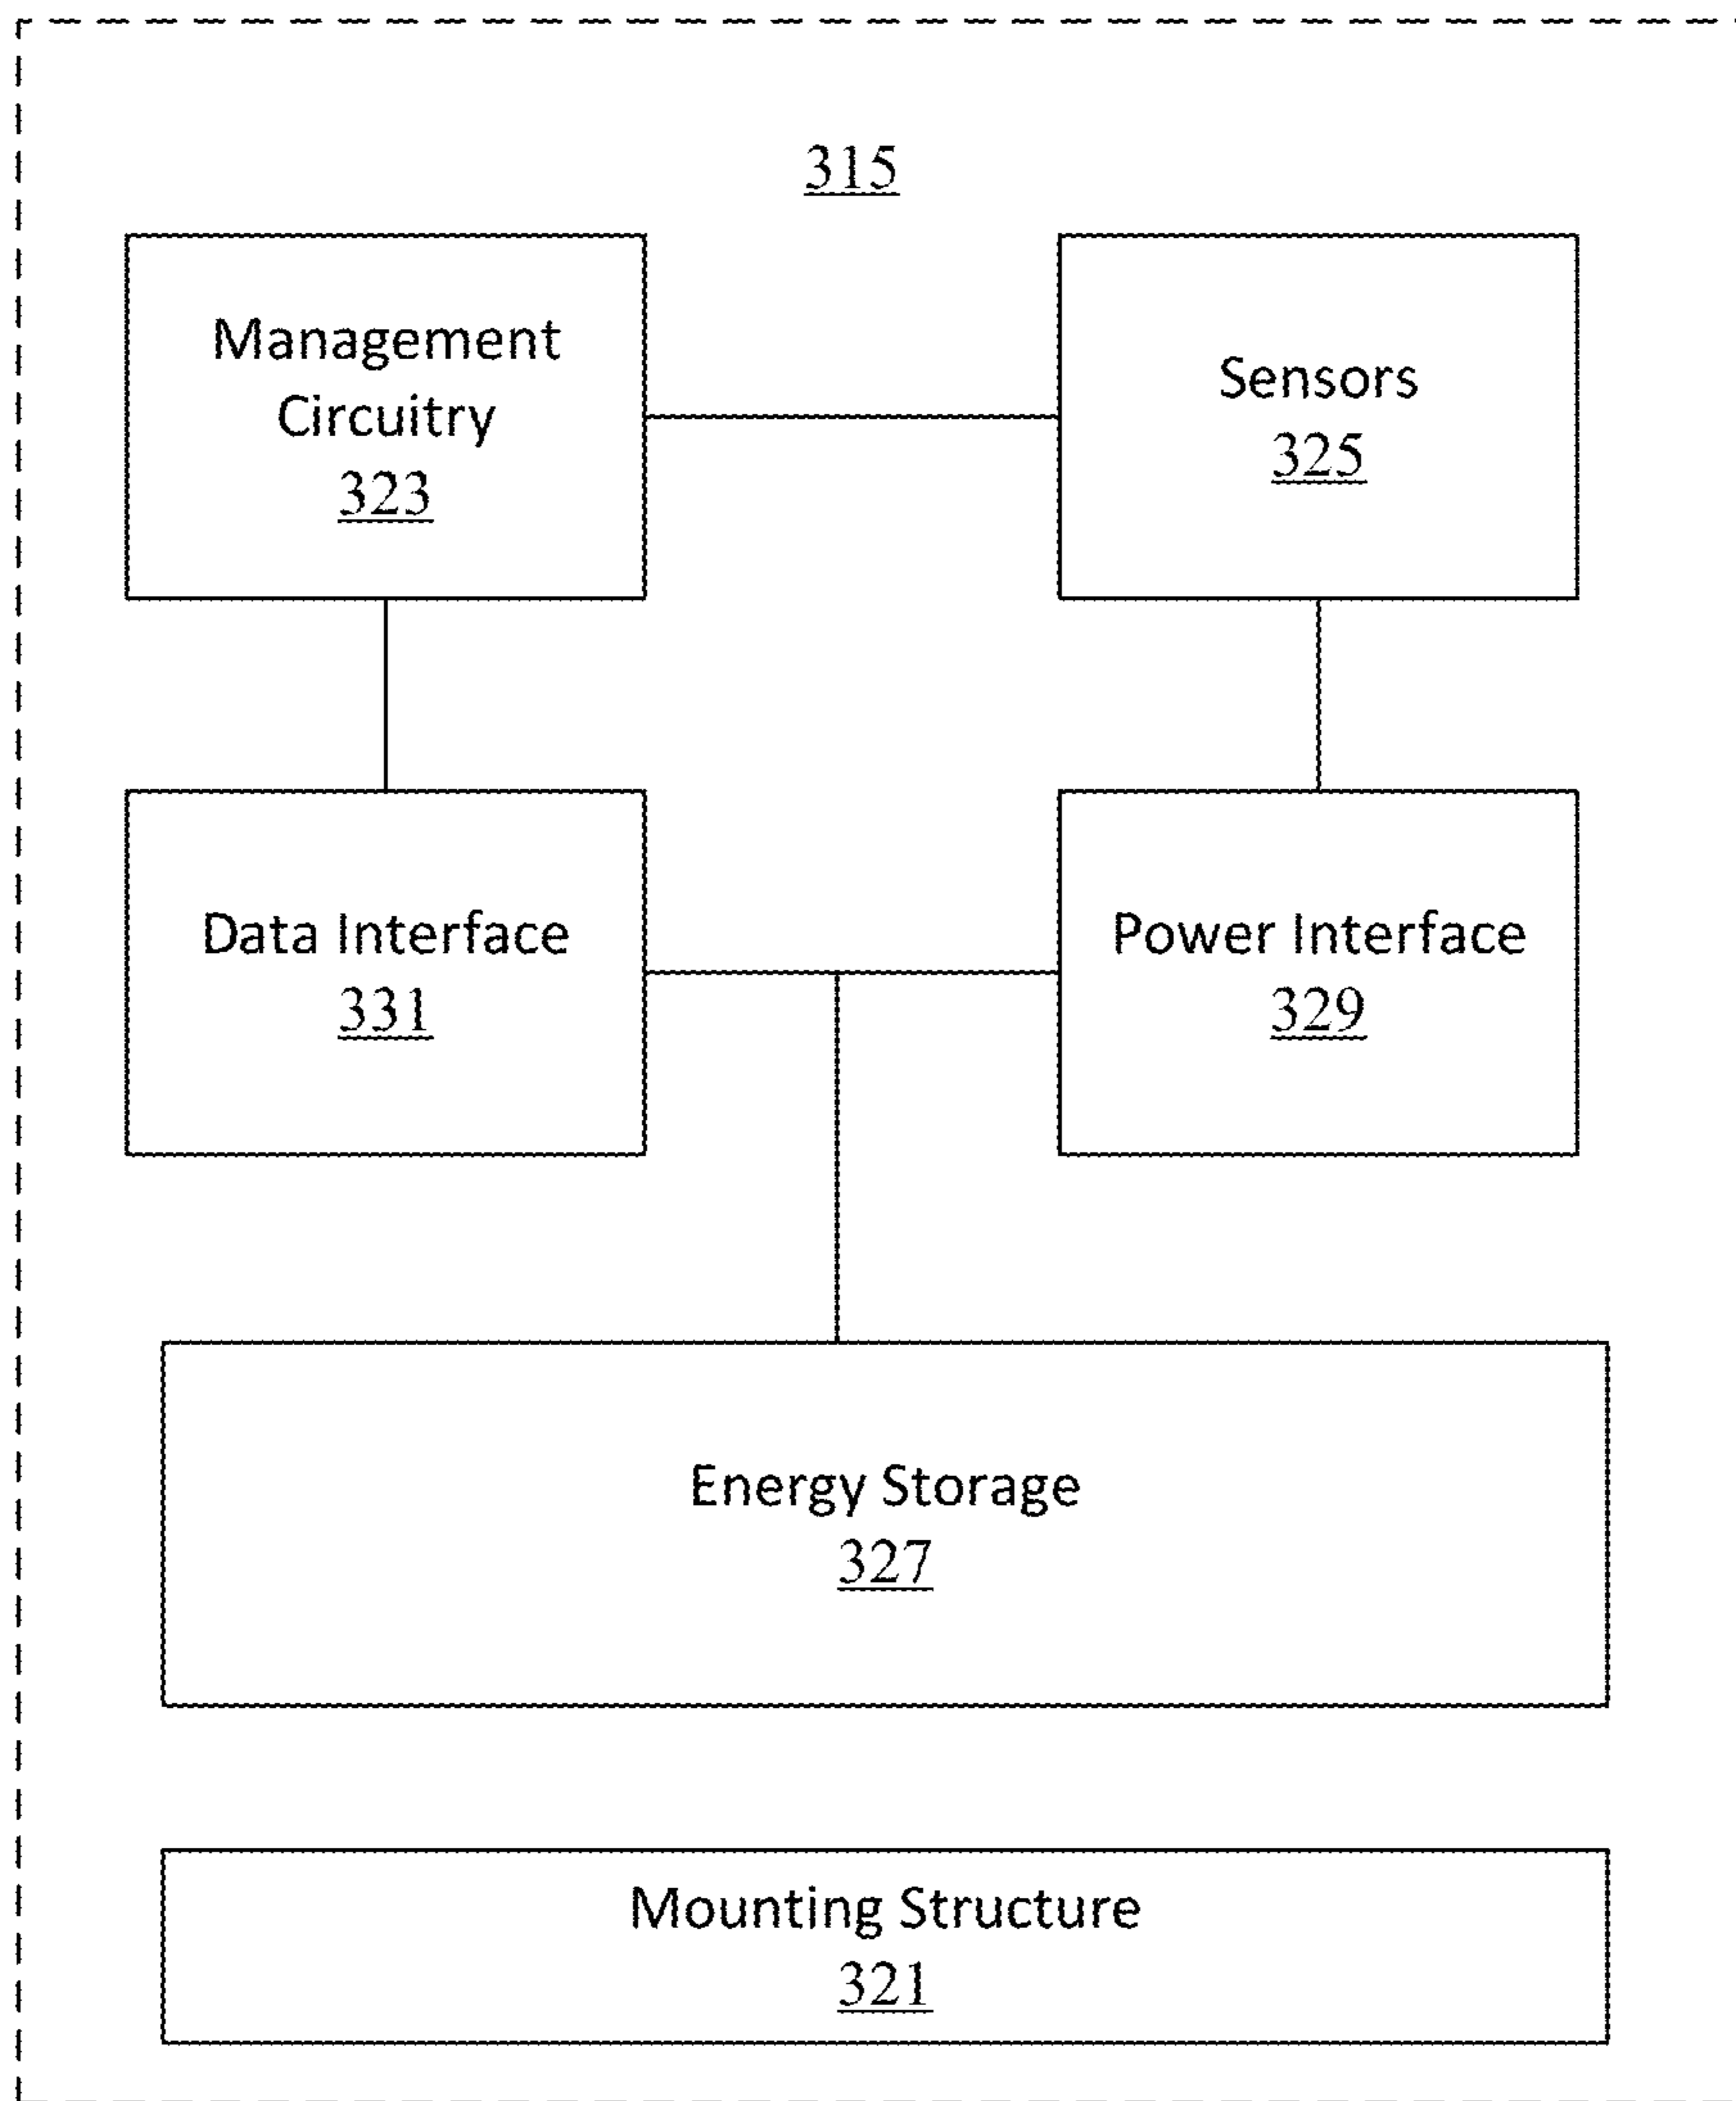 315
Management
Circuitry
323
Sensors
325
Data Interface
331
Power Interface
329
Energy Storage
327
Mounting Structure
321